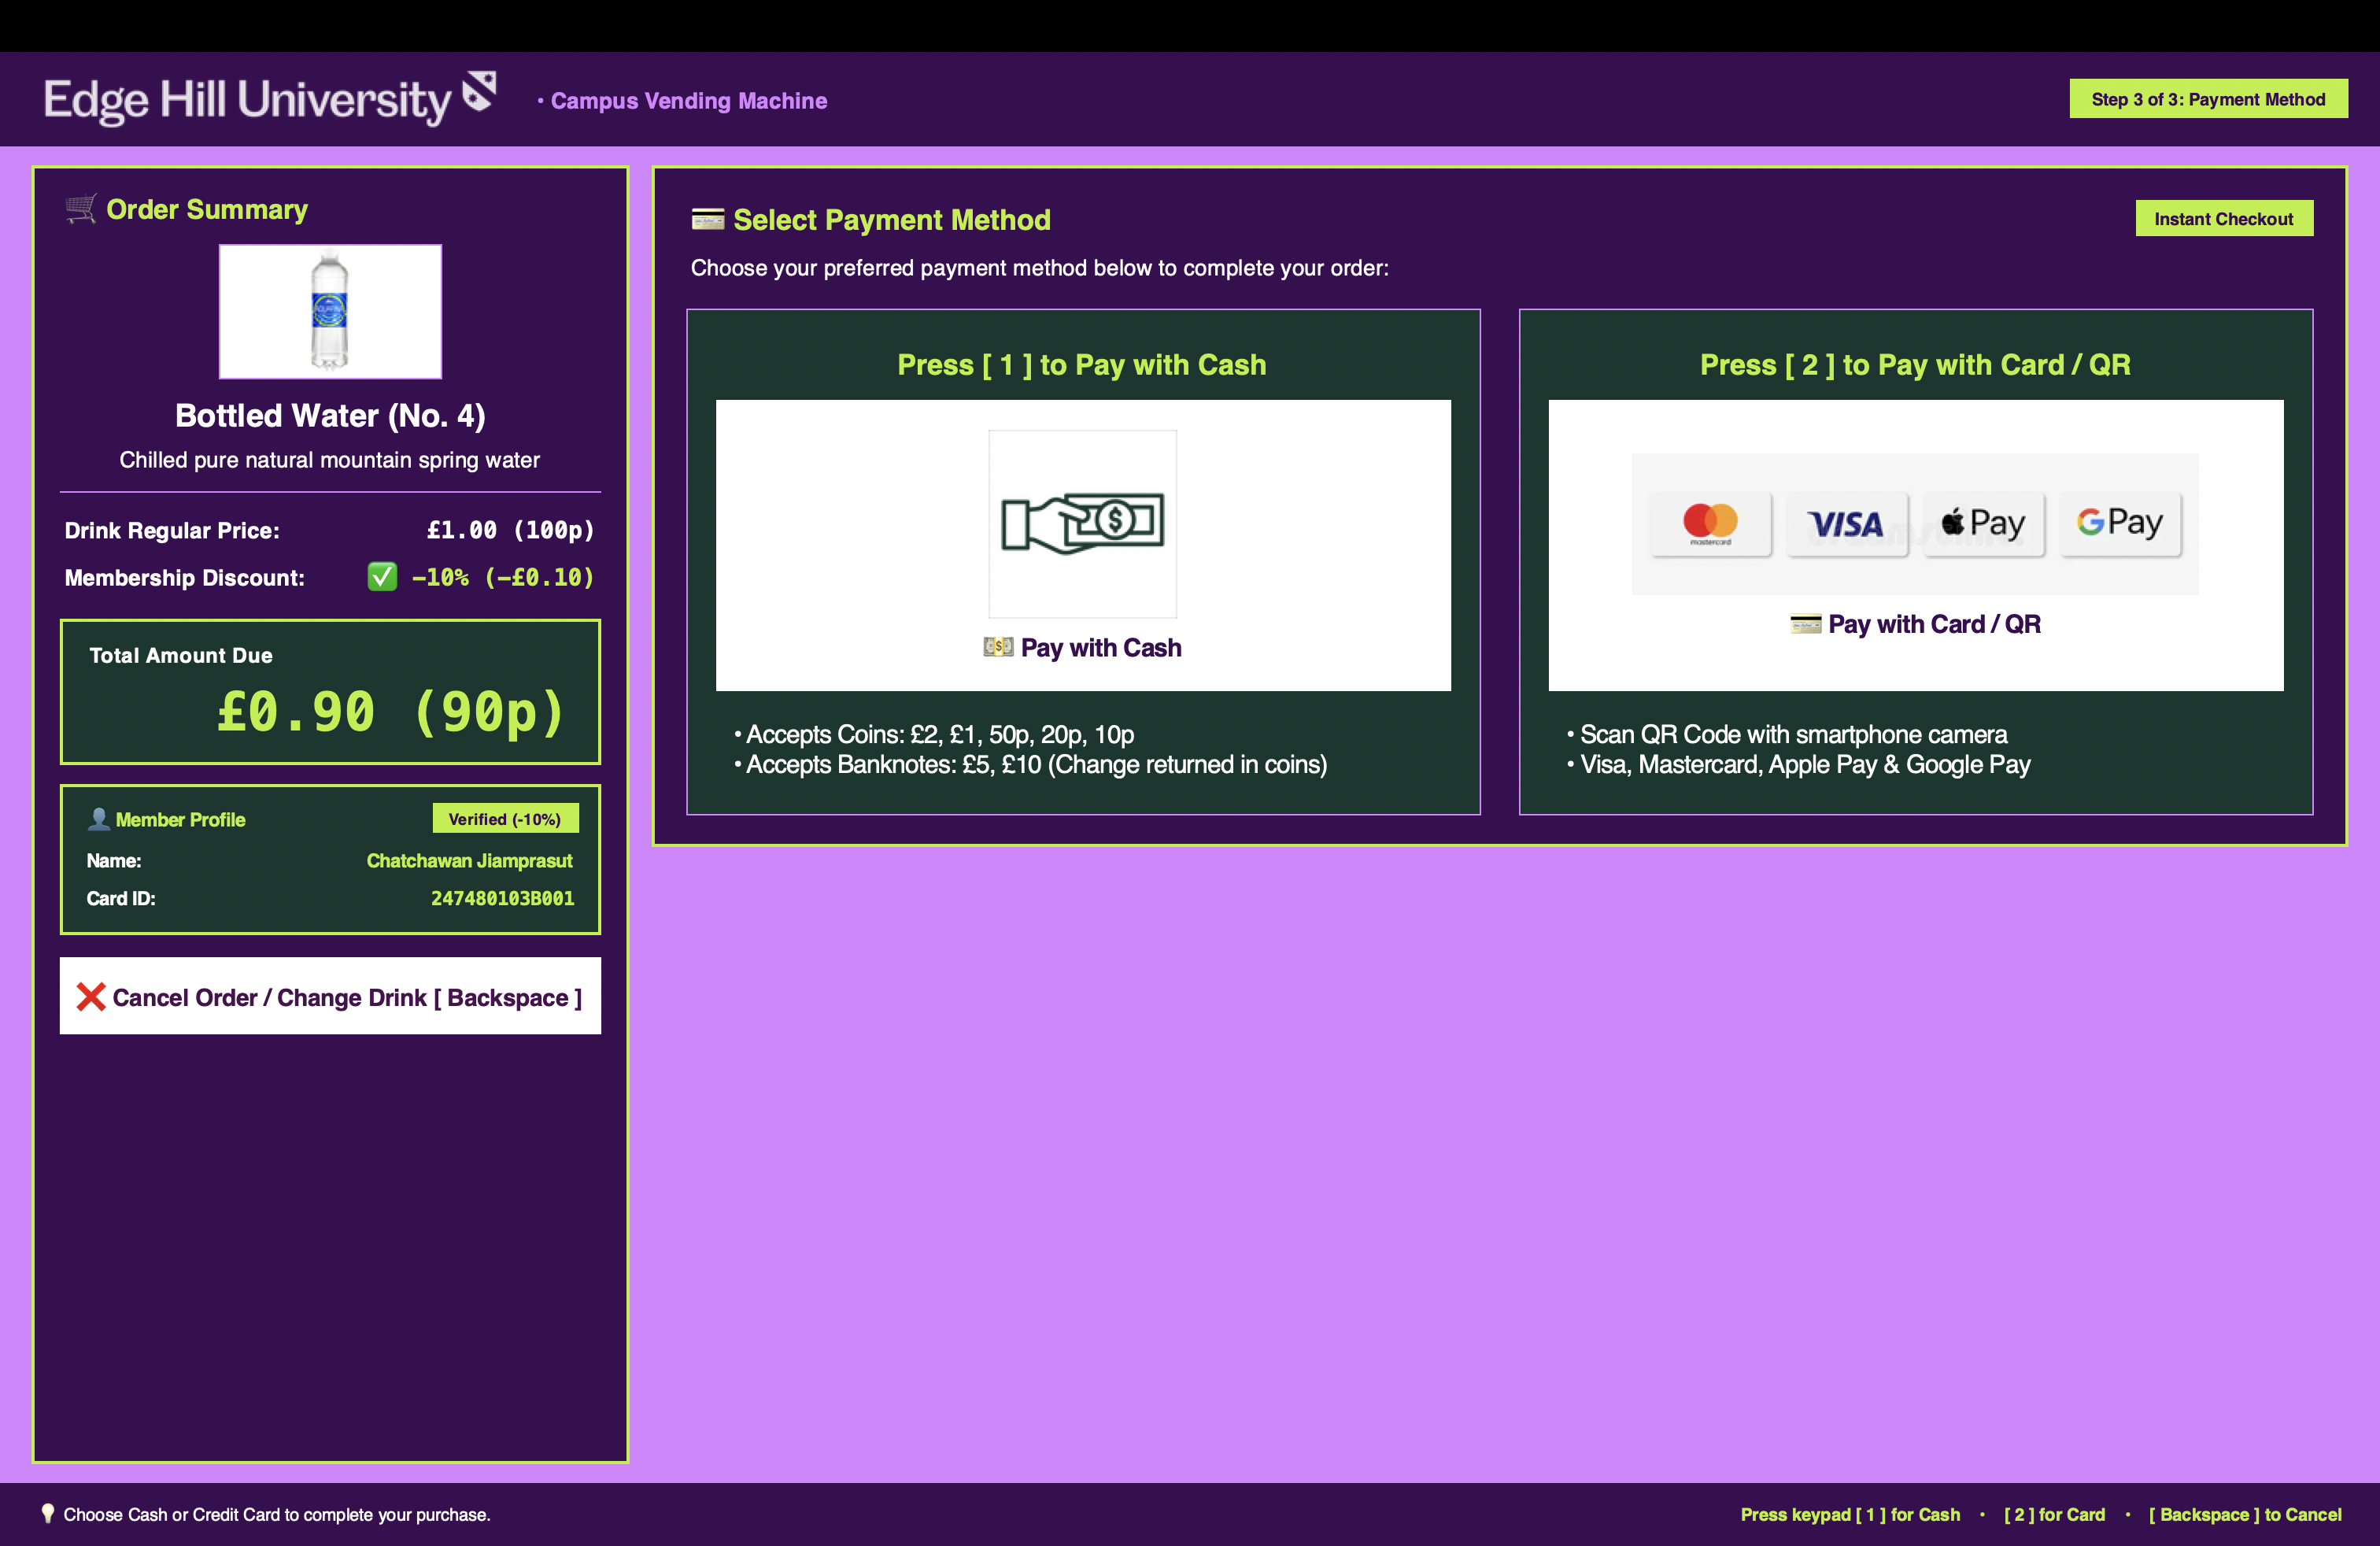 Edge Hill University
• Campus Vending Machine
Step 3 of 3: Payment Method
Order Summary
Bottled Water (No. 4)
Chilled pure natural mountain spring water
Drink Regular Price: £1.00 (100p)
Membership Discount: ✅ -10% (-£0.10)
Total Amount Due
£0.90 (90p)
Member Profile
Verified (-10%)
Name: Chatchawan Jiamprasut
Card ID: 247480103B001
❌ Cancel Order / Change Drink [ Backspace ]
Select Payment Method
Instant Checkout
Choose your preferred payment method below to complete your order:
Press [ 1 ] to Pay with Cash
$
Pay with Cash
• Accepts Coins: £2, £1, 50p, 20p, 10p
• Accepts Banknotes: £5, £10 (Change returned in coins)
Press [ 2 ] to Pay with Card / QR
mastercard
VISA
Pay
G Pay
Pay with Card / QR
• Scan QR Code with smartphone camera
• Visa, Mastercard, Apple Pay & Google Pay
Choose Cash or Credit Card to complete your purchase.
Press keypad [ 1 ] for Cash • [ 2 ] for Card • [ Backspace ] to Cancel